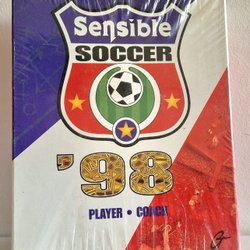 Sensible
SOCCER
'98
PLAYER • COACH